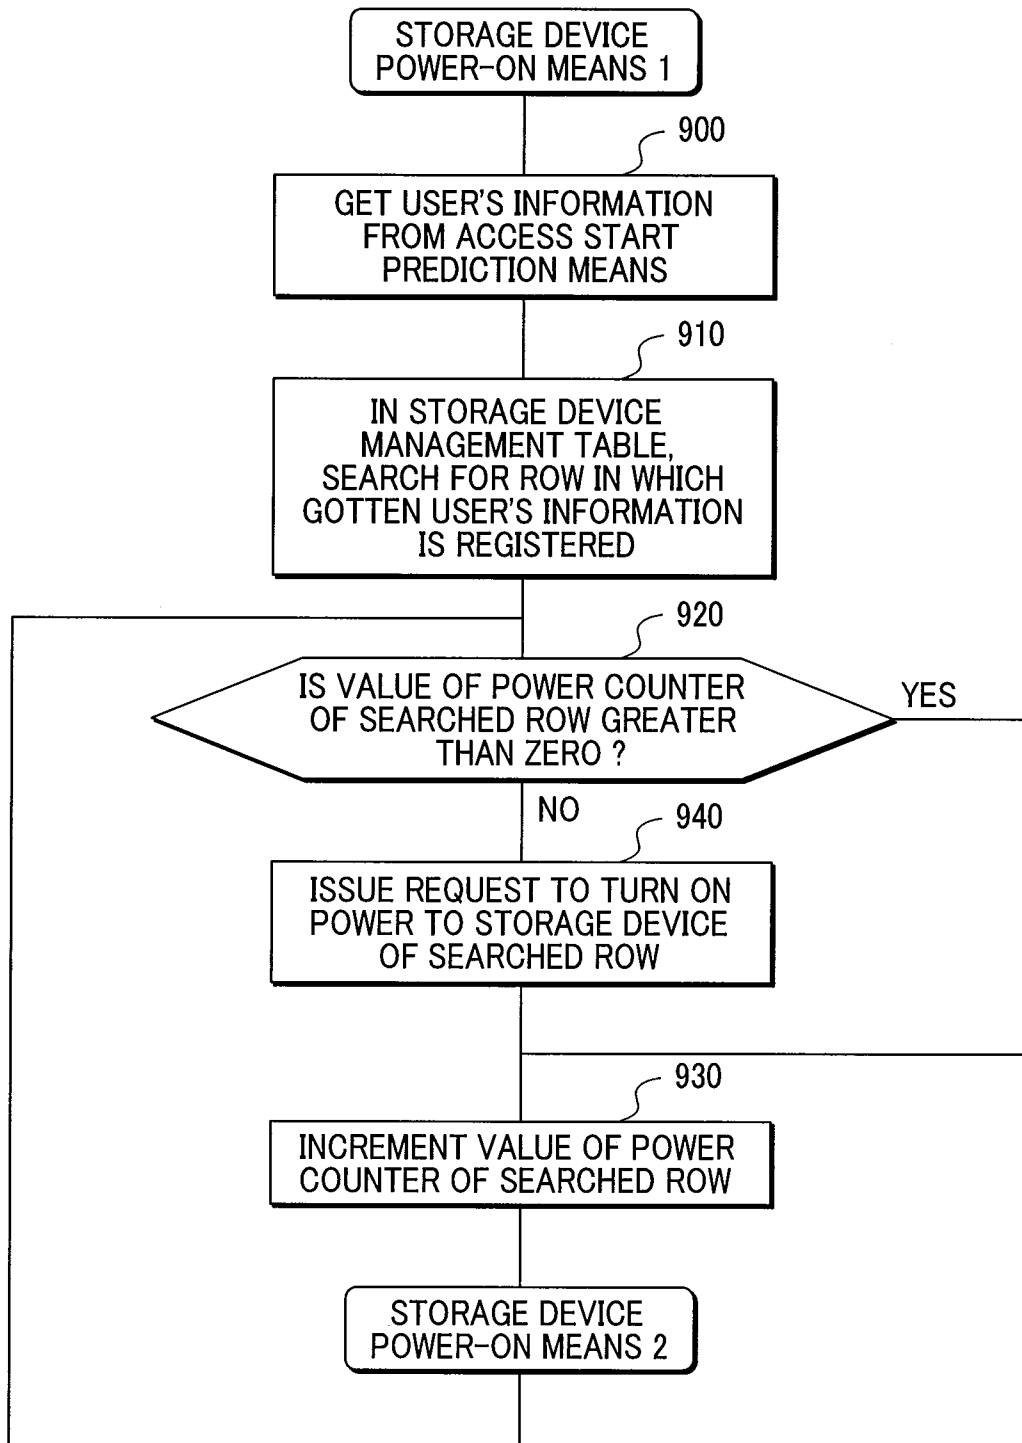 STORAGE DEVICE
POWER-ON MEANS 1
900
GET USER'S INFORMATION
FROM ACCESS START
PREDICTION MEANS
910
IN STORAGE DEVICE
MANAGEMENT TABLE,
SEARCH FOR ROW IN WHICH
GOTTEN USER'S INFORMATION
IS REGISTERED
920
IS VALUE OF POWER COUNTER
OF SEARCHED ROW GREATER
THAN ZERO ?
YES
NO
940
ISSUE REQUEST TO TURN ON
POWER TO STORAGE DEVICE
OF SEARCHED ROW
930
INCREMENT VALUE OF POWER
COUNTER OF SEARCHED ROW
STORAGE DEVICE
POWER-ON MEANS 2